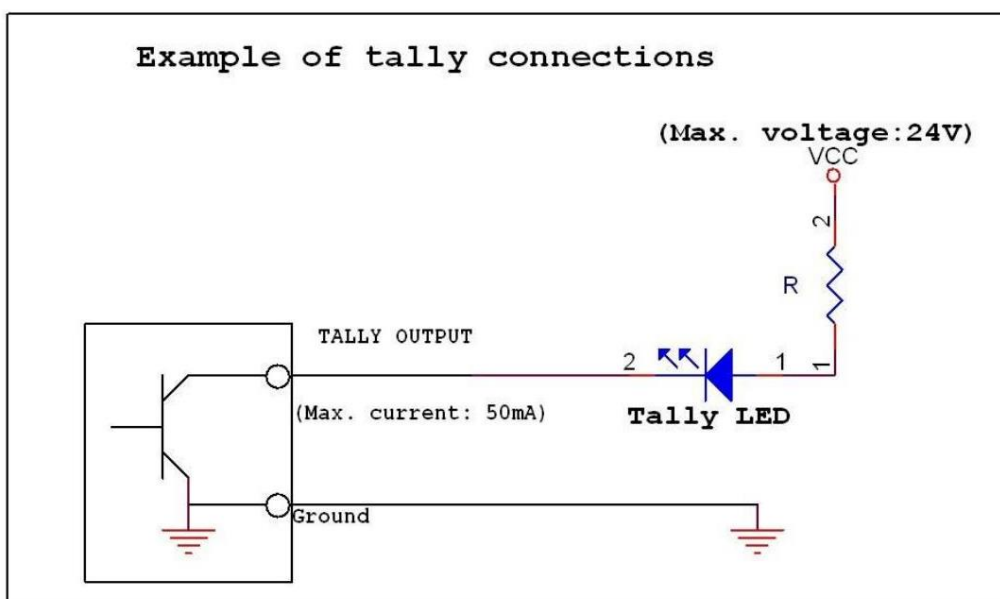 Example of tally connections
(Max. voltage:24V)
VCC
2
R
1
TALLY OUTPUT
2
1
(Max. current: 50mA)
Tally LED
Ground